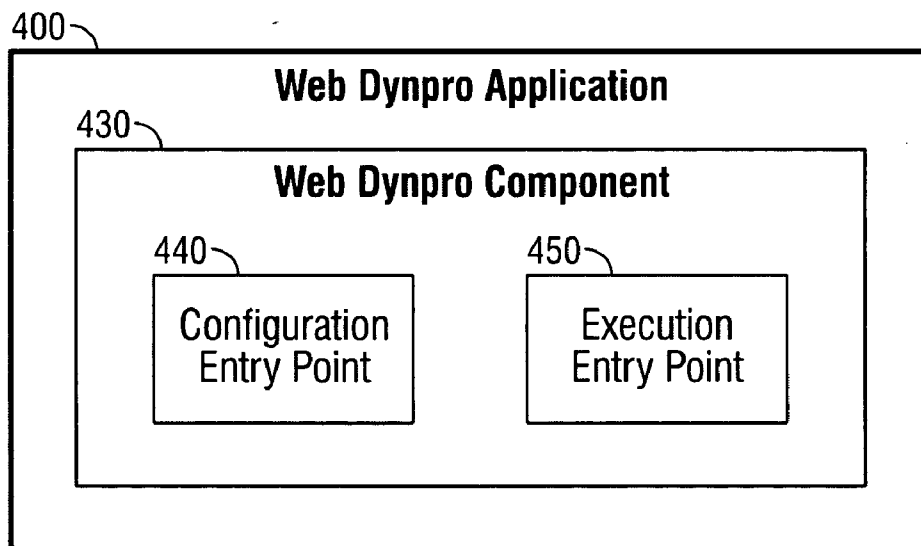 400
Web Dynpro Application
430
Web Dynpro Component
440
Configuration
Entry Point
450
Execution
Entry Point